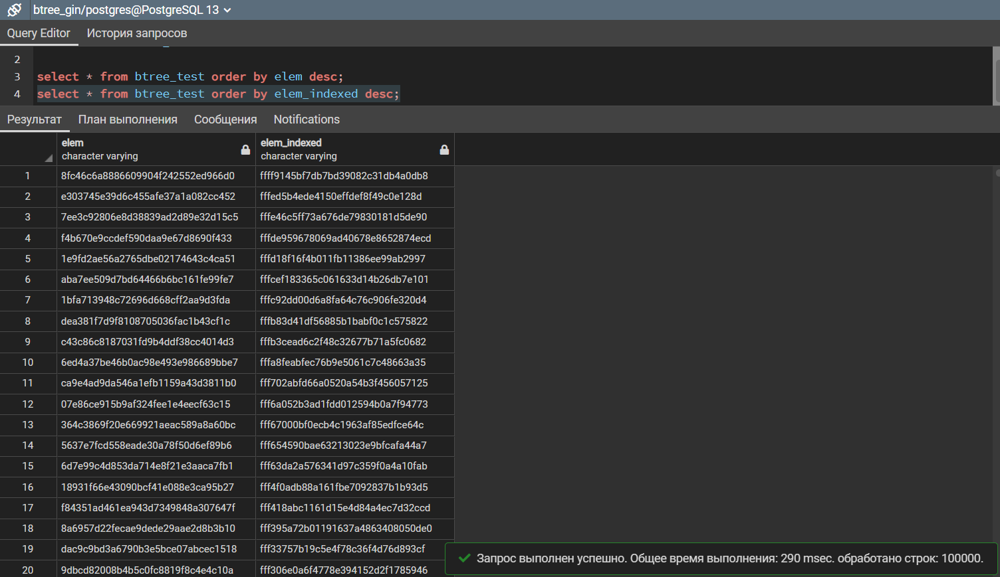 btree_gin/postgres@PostgreSQL 13
Query Editor История запросов
2
3 select * from btree_test order by elem desc;
4 select * from btree_test order by elem_indexed desc;
Результат План выполнения Сообщения Notifications
elem elem_indexed
character varying character varying
1 8fc46c6a8886609904f242552ed966d0 ffff9145bf7db7bd39082c31db4a0db8
2 e303745e39d6c455afe37a1a082cc452 fffed5b4ede4150effdef8f49c0e128d
3 7ee3c92806e8d38839ad2d89e32d15c5 fffe46c5ff73a676de79830181d5de90
4 f4b670e9ccdef590daa9e67d8690f433 fffde959678069ad40678e8652874ecd
5 1e9fd2ae56a2765dbe02174643c4ca51 fffd18f16f4b011fb11386ee99ab2997
6 aba7ee509d7bd64466b6bc161fe99fe7 fffcef183365c061633d14b26db7e101
7 1bfa713948c72696d668cff2aa9d3fda fffc92dd00d6a8fa64c76c906fe320d4
8 dea381f7d9f8108705036fac1b43cf1c fffb83d41df56885b1babf0c1c575822
9 c43c86c8187031fd9b4ddf38cc4014d3 fffb3cead6c2f48c32677b71a5fc0682
10 6ed4a37be46b0ac98e493e986689bbe7 fffa8feabfec76b9e5061c7c48663a35
11 ca9e4ad9da546a1efb1159a43d3811b0 fff702abfd66a0520a54b3f456057125
12 07e86ce915b9af324fee1e4eecf63c15 fff6a052b3ad1fdd012594b0a7f94773
13 364c3869f20e669921aeac589a8a60bc fff67000bf0ecb4c1963af85edfce64c
14 5637e7fcd558eade30a78f50d6ef89b6 fff654590bae63213023e9bfcafa44a7
15 6d7e99c4d853da714e8f21e3aaca7fb1 fff63da2a576341d97c359f0a4a10fab
16 18931f66e43090bcf41e088e3ca95b27 fff4f0adb88a161fbe7092837b1b93d5
17 f84351ad461ea943d7349848a307647f fff418abc1161d15e4d84a4ec7d32ccd
18 8a6957d22fecae9dede29aae2d8b3b10 fff395a72b01191637a4863408050de0
19 dac9c9bd3a6790b3e5bce07abcec1518 fff33757b19c5e4f78c36f4d76d893cf
20 9dbcd82008b4b5c0fc8819f8c4e4c10a fff306e0a6f4778e394152d2f1785946
Запрос выполнен успешно. Общее время выполнения: 290 msec. обработано строк: 100000.